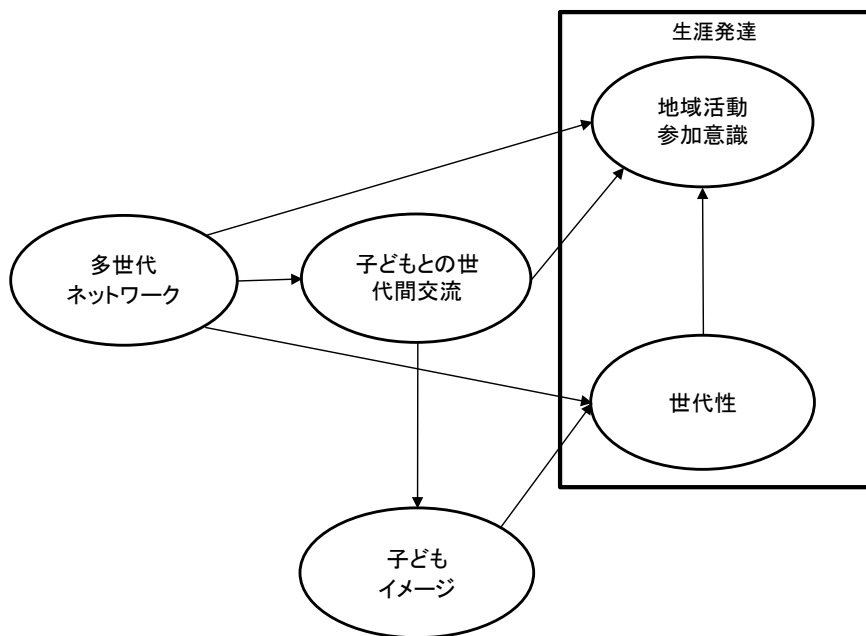 生涯発達
地域活動
参加意識
多世代
ネットワーク
子どもとの世
代間交流
世代性
子ども
イメージ